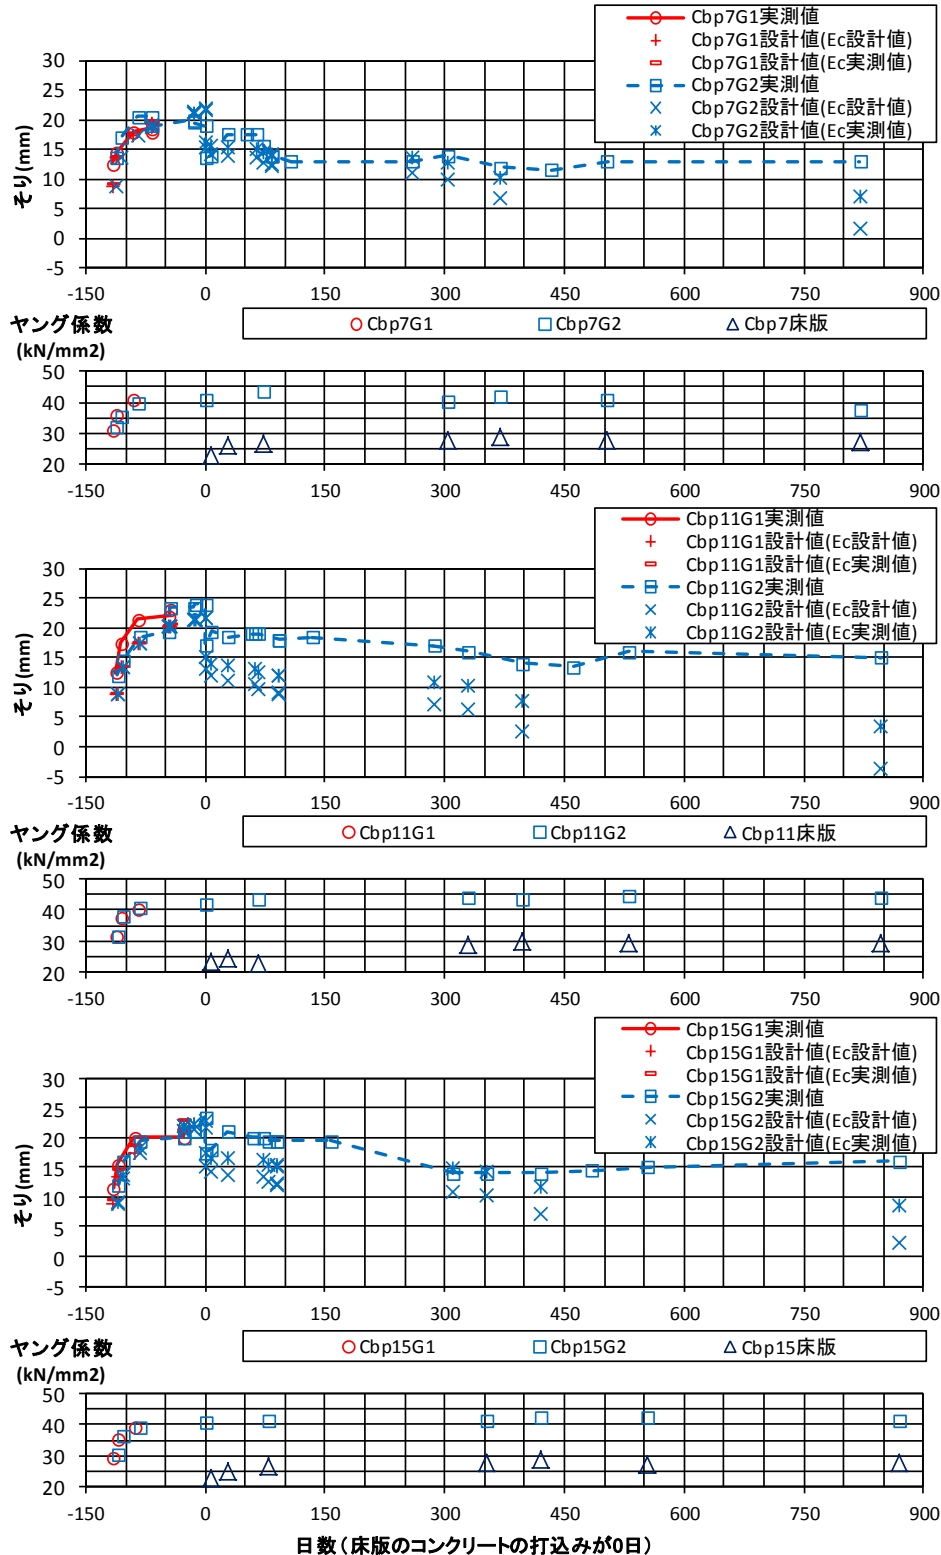 Cbp7G1実測値
Cbp7G1設計値(Ec設計値)
Cbp7G1設計値(Ec実測値)
Cbp7G2実測値
Cbp7G2設計値(Ec設計値)
Cbp7G2設計値(Ec実測値)
そり(mm)
30
25
20
15
10
5
0
-5
-150 0 150 300 450 600 750 900
ヤング係数
(kN/mm2)
Cbp7G1 Cbp7G2 Cbp7床版
50
40
30
20
-150 0 150 300 450 600 750 900
Cbp11G1実測値
Cbp11G1設計値(Ec設計値)
Cbp11G1設計値(Ec実測値)
Cbp11G2実測値
Cbp11G2設計値(Ec設計値)
Cbp11G2設計値(Ec実測値)
そり(mm)
30
25
20
15
10
5
0
-5
-150 0 150 300 450 600 750 900
ヤング係数
(kN/mm2)
Cbp11G1 Cbp11G2 Cbp11床版
50
40
30
20
-150 0 150 300 450 600 750 900
Cbp15G1実測値
Cbp15G1設計値(Ec設計値)
Cbp15G1設計値(Ec実測値)
Cbp15G2実測値
Cbp15G2設計値(Ec設計値)
Cbp15G2設計値(Ec実測値)
そり(mm)
30
25
20
15
10
5
0
-5
-150 0 150 300 450 600 750 900
ヤング係数
(kN/mm2)
Cbp15G1 Cbp15G2 Cbp15床版
50
40
30
20
-150 0 150 300 450 600 750 900
日数(床版のコンクリートの打込みが0日)